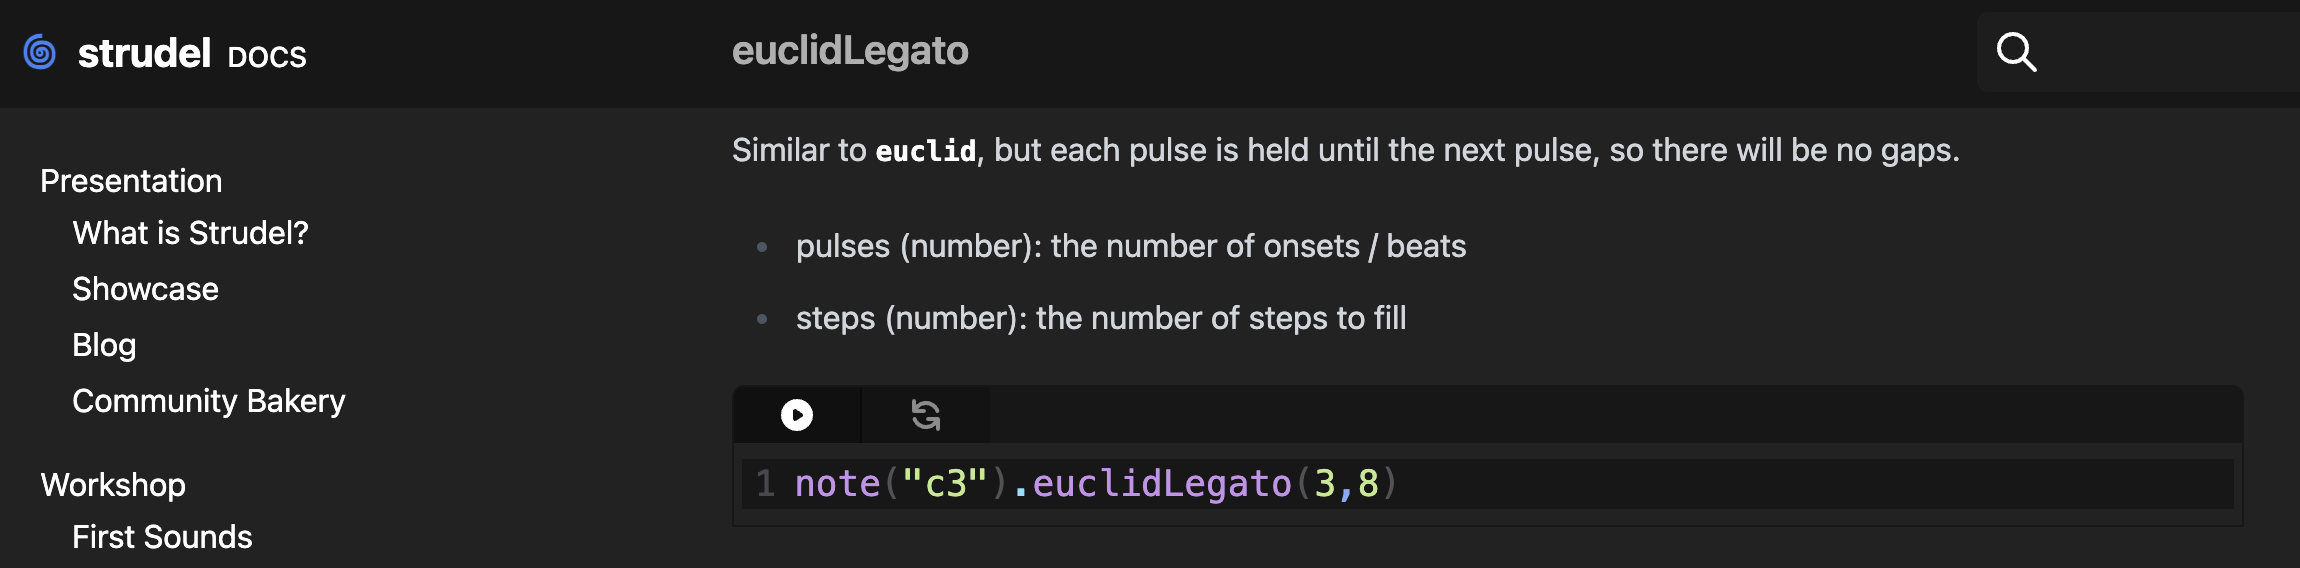 strudel DOCS
euclidLegato
Presentation
What is Strudel?
Showcase
Blog
Community Bakery
Workshop
First Sounds
Similar to euclid, but each pulse is held until the next pulse, so there will be no gaps.
pulses (number): the number of onsets / beats
steps (number): the number of steps to fill
1 note("c3").euclidLegato(3,8)